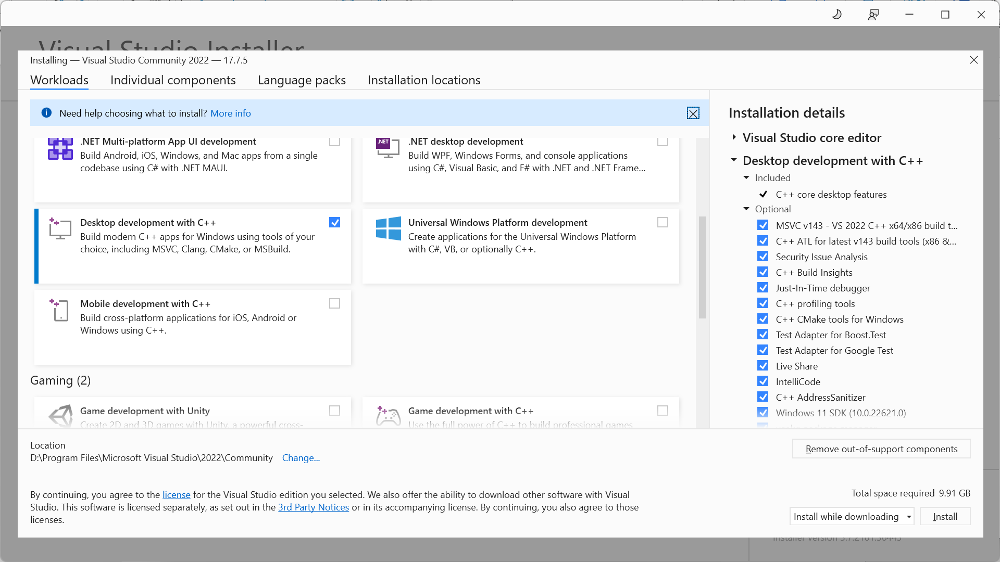 Visual Studio Installer
Installing — Visual Studio Community 2022 — 17.7.5
Workloads
Individual components
Language packs
Installation locations
Need help choosing what to install? More info
.NET Multi-platform App UI development
Build Android, iOS, Windows, and Mac apps from a single
codebase using C# with .NET MAUI.
.NET
.NET desktop development
Build WPF, Windows Forms, and console applications
using C#, Visual Basic, and F# with .NET and .NET Frame...
Desktop development with C++
Build modern C++ apps for Windows using tools of your
choice, including MSVC, Clang, CMake, or MSBuild.
Universal Windows Platform development
Create applications for the Universal Windows Platform
with C#, VB, or optionally C++.
Mobile development with C++
Build cross-platform applications for iOS, Android or
Windows using C++.
Gaming (2)
Game development with Unity
Create 2D and 3D games with Unity, a powerful cross-
Game development with C++
Use the full power of C++ to build professional games
Installation details
Visual Studio core editor
Desktop development with C++
Included
C++ core desktop features
Optional
MSVC v143 - VS 2022 C++ x64/x86 build t...
C++ ATL for latest v143 build tools (x86 &...
Security Issue Analysis
C++ Build Insights
Just-In-Time debugger
C++ profiling tools
C++ CMake tools for Windows
Test Adapter for Boost.Test
Test Adapter for Google Test
Live Share
IntelliCode
C++ AddressSanitizer
Windows 11 SDK (10.0.22621.0)
Location
D:\Program Files\Microsoft Visual Studio\2022\Community Change...
Remove out-of-support components
By continuing, you agree to the license for the Visual Studio edition you selected. We also offer the ability to download other software with Visual
Studio. This software is licensed separately, as set out in the 3rd Party Notices or in its accompanying license. By continuing, you also agree to those
licenses.
Total space required 9.91 GB
Install while downloading
Install
Installer version